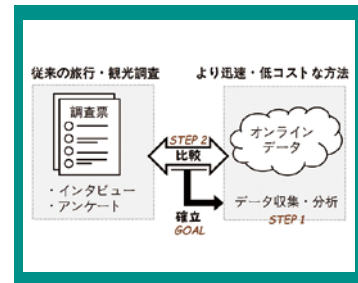 従来の旅行・観光調査
より迅速・低コストな方法
調査票
STEP 2
比較
オンライン
データ
・インタビュー
・アンケート
確立
GOAL
データ収集・分析
STEP 1